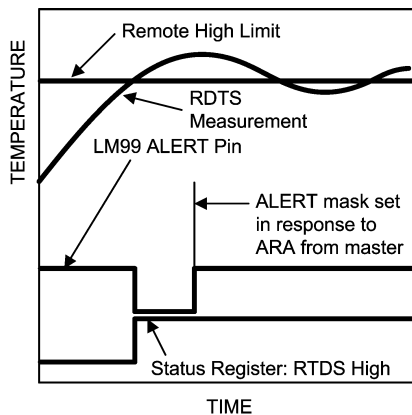 Remote High Limit
RDTS
Measurement
LM99 ALERT Pin
TEMPERATURE
ALERT mask set
in response to
ARA from master
Status Register: RTDS High
TIME